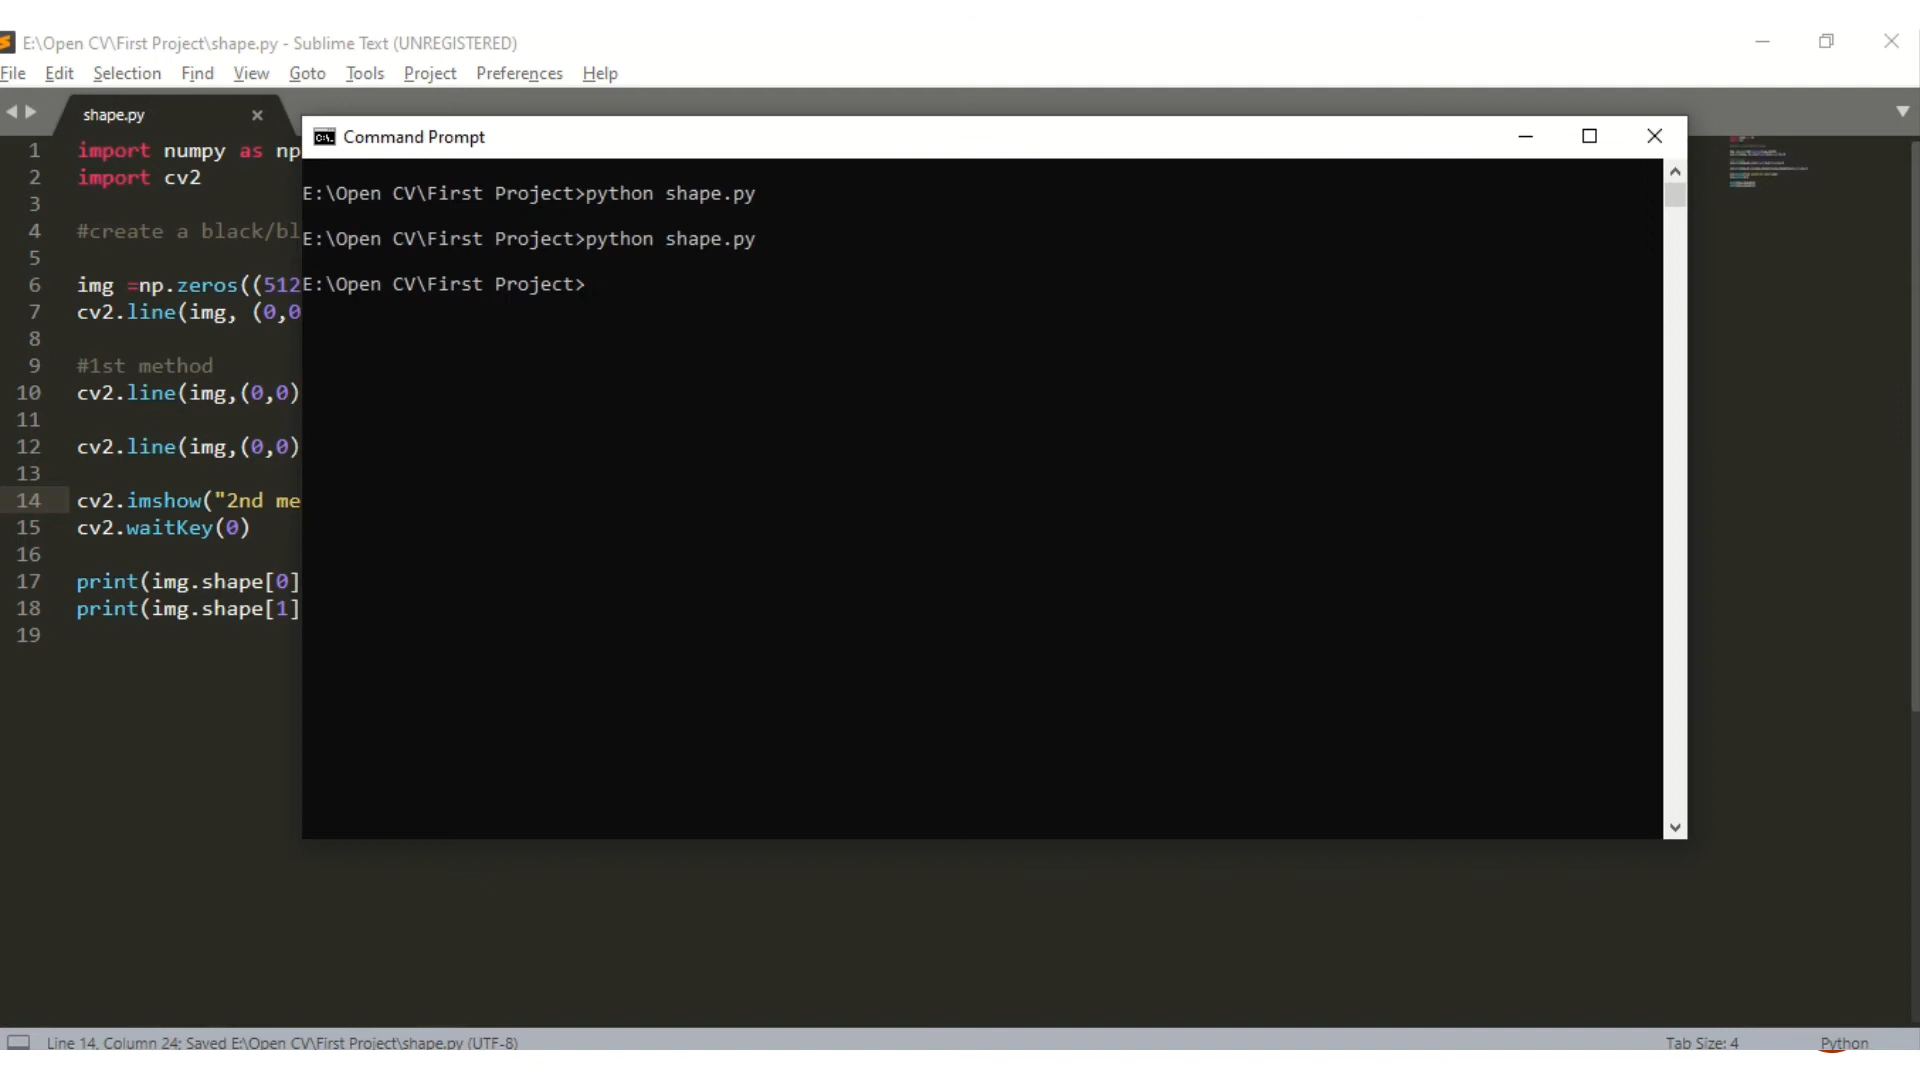 E:\Open CV\First Project\shape.py - Sublime Text (UNREGISTERED)
File Edit Selection Find View Goto Tools Project Preferences Help
shape.py
Command Prompt
1 import numpy as np
2 import cv2
3
4 #create a black/bl
5
6 img =np.zeros((512
7 cv2.line(img, (0,0
8
9 #1st method
10 cv2.line(img,(0,0)
11
12 cv2.line(img,(0,0)
13
14 cv2.imshow("2nd me
15 cv2.waitKey(0)
16
17 print(img.shape[0]
18 print(img.shape[1]
19
E:\Open CV\First Project>python shape.py
E:\Open CV\First Project>python shape.py
E:\Open CV\First Project>
Line 14, Column 24; Saved E:\Open CV\First Project\shape.py (UTF-8) Tab Size: 4 Python